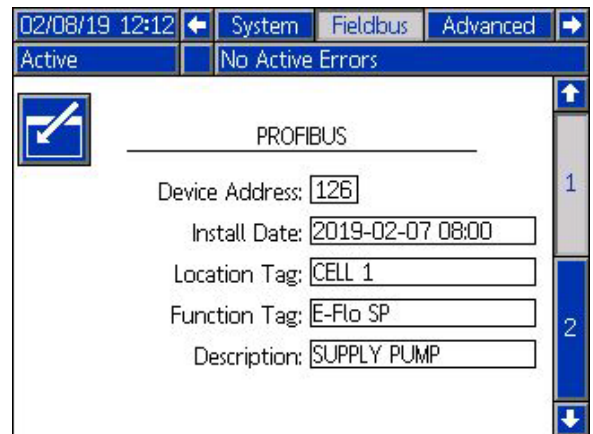 02/08/19 12:12 System Fieldbus Advanced
Active No Active Errors
PROFIBUS
Device Address: 126
Install Date: 2019-02-07 08:00
Location Tag: CELL 1
Function Tag: E-Flo SP
Description: SUPPLY PUMP
1
2